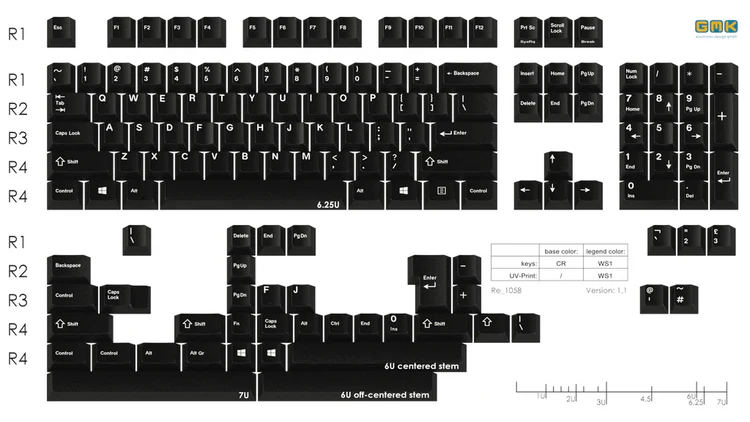 R1 Esc F1 F2 F3 F4 F5 F6 F7 F8 F9 F10 F11 F12 Prt Sc SysRq Scroll Lock Pause Break GMK
R1 ~ ` ! 1 @ 2 # 3 $ 4 % 5 ^ 6 & 7 * 8 ( 9 ) 0 _ - + = ← Backspace Insert Home PgUp Num Lock / * -
R2 Tab Q W E R T Y U I O P { [ } ] | \ Delete End PgDn 7 Home 8 ↑ 9 Pg Up +
R3 Caps Lock A S D F G H J K L : ; " ' Enter 4 ← 5 6 →
R4 Shift Z X C V B N M < , > . ? / Shift ↑ 1 End 2 ↓ 3 Pg Dn Enter
R4 Control Alt 6.25U Alt Control ← ↓ → 0 Ins . Del
R1 | \ Delete End PgDn ¬ ` " 2 £ 3
base color: legend color:
R2 Backspace PgUp Enter -
keys: CR WS1
UV-Print: / WS1
R3 Control Caps Lock PgDn F J + @ ' ~ #
Re_1058 Version: 1,1
R4 Shift Shift Fn Caps Lock Alt Ctrl End 0 Ins Shift | \
R4 Control Control Alt Alt Gr 6U centered stem
7U 6U off-centered stem
1U 2U 3U 4.5 6U 6.25 7U